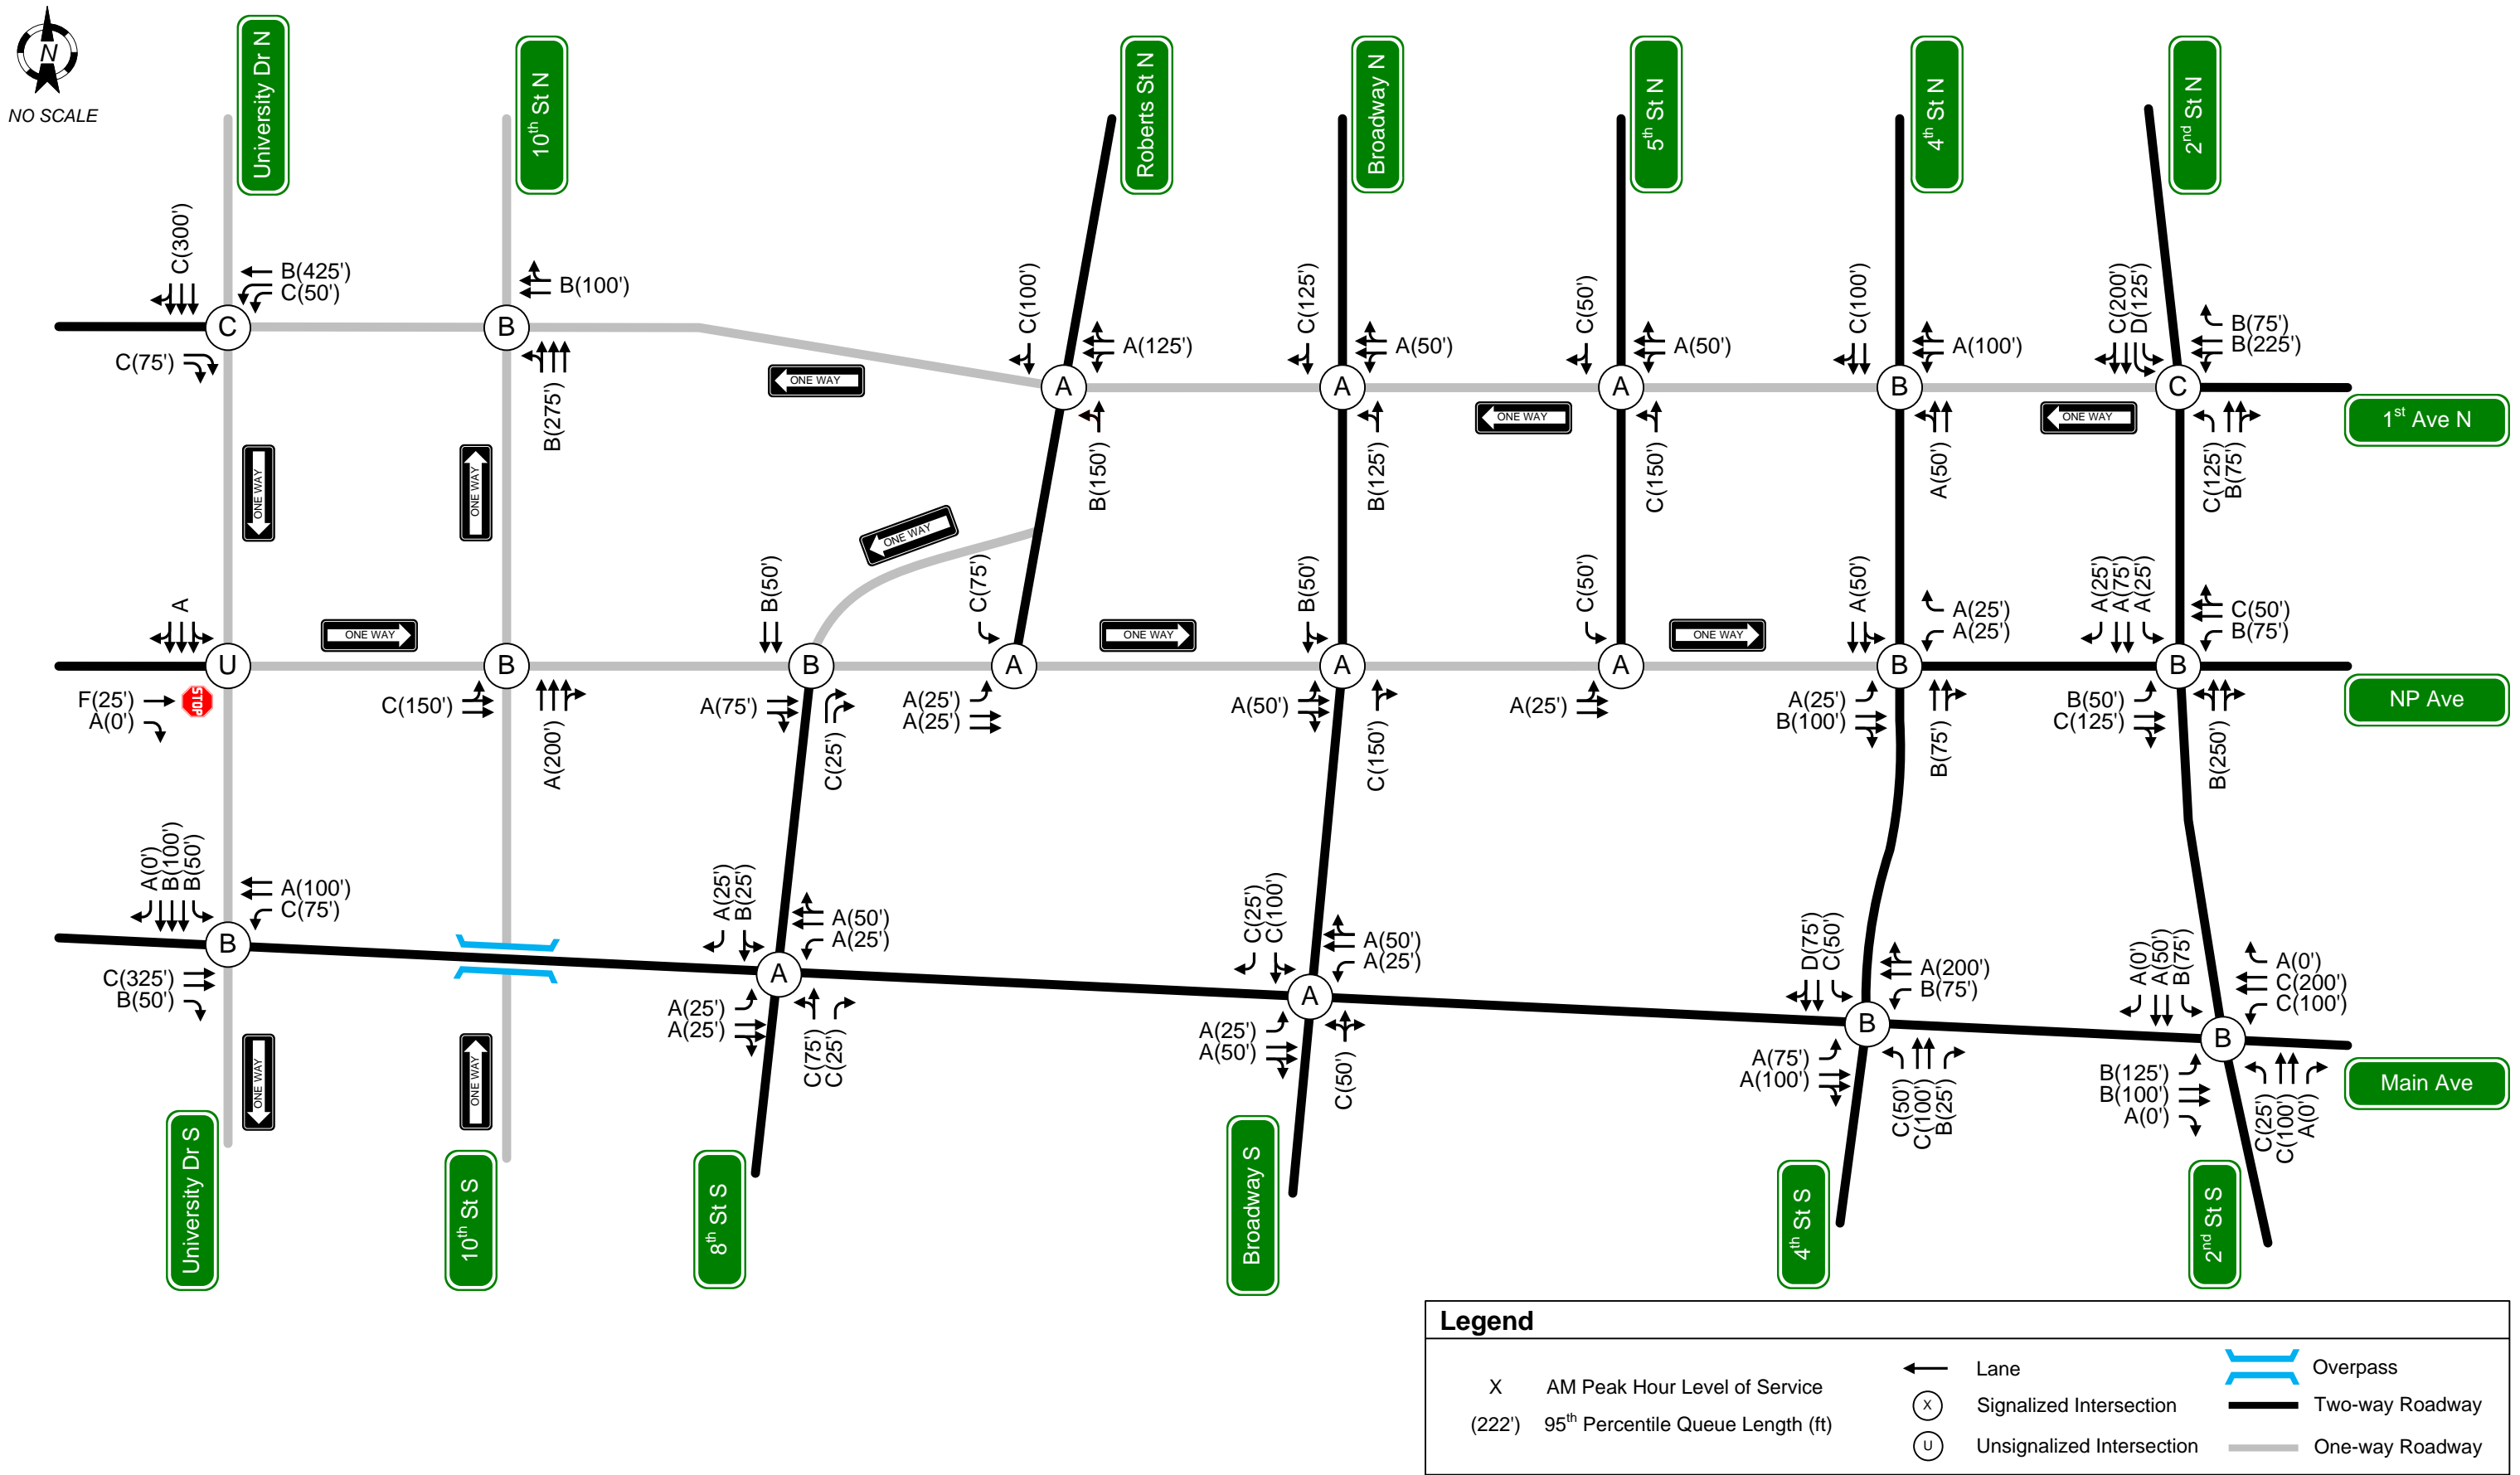 N
NO SCALE
University Dr N
10th St N
Roberts St N
Broadway N
5th St N
4th St N
2nd St N
C(300')
B(425')
C(50')
C
C(75')
B(100')
B
B(275')
ONE WAY
C(100')
A(125')
A
B(150')
C(125')
A(50')
A
B(125')
ONE WAY
C(50')
A(50')
A
C(150')
C(100')
A(100')
B
A(50')
ONE WAY
C(200')
D(125')
B(75')
B(225')
C
C(125')
B(75')
1st Ave N
ONE WAY
ONE WAY
ONE WAY
A
U
F(25')
A(0')
STOP
ONE WAY
B
C(150')
A(200')
B(50')
B
A(75')
C(25')
C(75')
A
A(25')
A(25')
ONE WAY
B(50')
A
A(50')
C(150')
C(50')
A
A(25')
ONE WAY
A(50')
A(25')
A(25')
B
A(25')
B(100')
B(75')
A(25')
A(75')
A(25')
C(50')
B(75')
B
B(50')
C(125')
B(250')
NP Ave
A(0')
B(100')
B(50')
A(100')
C(75')
B
C(325')
B(50')
ONE WAY
ONE WAY
A(25')
B(25')
A(50')
A(25')
A
A(25')
A(25')
C(75')
C(25')
C(25')
C(100')
A(50')
A(25')
A
A(25')
A(50')
C(50')
D(75')
C(50')
A(200')
B(75')
B
A(75')
A(100')
C(50')
C(100')
B(25')
A(0')
A(50')
B(75')
A(0')
C(200')
C(100')
B
B(125')
B(100')
A(0')
C(25')
C(100')
A(0')
Main Ave
University Dr S
10th St S
8th St S
Broadway S
4th St S
2nd St S
Legend
X AM Peak Hour Level of Service
(222') 95th Percentile Queue Length (ft)
Lane
X Signalized Intersection
U Unsignalized Intersection
Overpass
Two-way Roadway
One-way Roadway